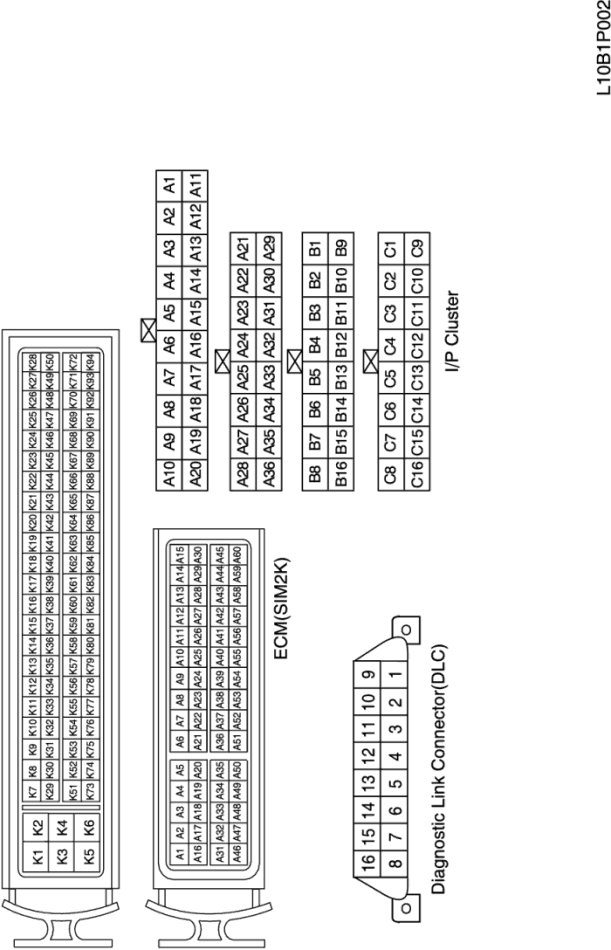 L10B1P002
K1 K2
K3 K4
K5 K6
K7 K8 K9 K10 K11 K12 K13 K14 K15 K16 K17 K18 K19 K20 K21 K22 K23 K24 K25 K26 K27 K28
K29 K30 K31 K32 K33 K34 K35 K36 K37 K38 K39 K40 K41 K42 K43 K44 K45 K46 K47 K48 K49 K50
K51 K52 K53 K54 K55 K56 K57 K58 K59 K60 K61 K62 K63 K64 K65 K66 K67 K68 K69 K70 K71 K72
K73 K74 K75 K76 K77 K78 K79 K80 K81 K82 K83 K84 K85 K86 K87 K88 K89 K90 K91 K92 K93 K94
A1 A2 A3 A4 A5 A6 A7 A8 A9 A10 A11 A12 A13 A14 A15
A16 A17 A18 A19 A20 A21 A22 A23 A24 A25 A26 A27 A28 A29 A30
A31 A32 A33 A34 A35 A36 A37 A38 A39 A40 A41 A42 A43 A44 A45
A46 A47 A48 A49 A50 A51 A52 A53 A54 A55 A56 A57 A58 A59 A60
ECM(SIM2K)
A10 A9 A8 A7 A6 A5 A4 A3 A2 A1
A20 A19 A18 A17 A16 A15 A14 A13 A12 A11
A28 A27 A26 A25 A24 A23 A22 A21
A36 A35 A34 A33 A32 A31 A30 A29
B8 B7 B6 B5 B4 B3 B2 B1
B16 B15 B14 B13 B12 B11 B10 B9
C8 C7 C6 C5 C4 C3 C2 C1
C16 C15 C14 C13 C12 C11 C10 C9
I/P Cluster
16 15 14 13 12 11 10 9
8 7 6 5 4 3 2 1
Diagnostic Link Connector(DLC)